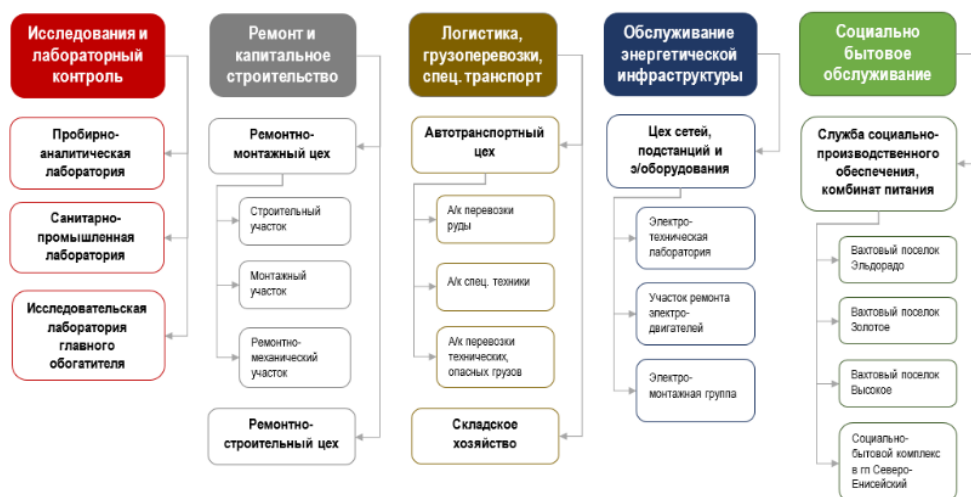 Исследования и
лабораторный
контроль
Пробирно-
аналитическая
лаборатория
Санитарно-
промышленная
лаборатория
Исследовательская
лаборатория
главного
обогатителя
Ремонт и
капитальное
строительство
Ремонтно-
монтажный цех
Строительный
участок
Монтажный
участок
Ремонтно-
механический
участок
Ремонтно-
строительный цех
Логистика,
грузоперевозки,
спец. транспорт
Автотранспортный
цех
А/к перевозки
руды
А/к спец. техники
А/к перевозки
технических,
опасных грузов
Складское
хозяйство
Обслуживание
энергетической
инфраструктуры
Цех сетей,
подстанций и
э/оборудования
Электро-
техническая
лаборатория
Участок ремонта
электро-
двигателей
Электро-
монтажная группа
Социально
бытовое
обслуживание
Служба социально-
производственного
обеспечения,
комбинат питания
Вахтовый поселок
Эльдорадо
Вахтовый поселок
Золотое
Вахтовый поселок
Высокое
Социально-
бытовой комплекс
в гп Северо-
Енисейский